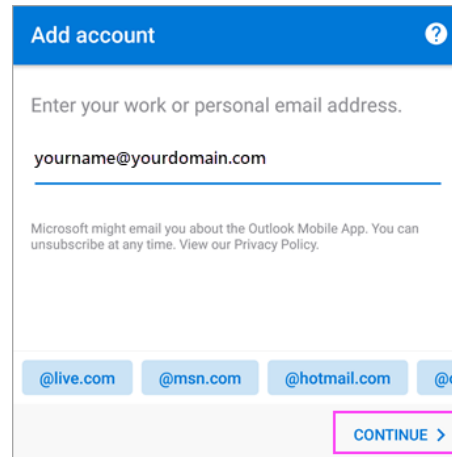 Add account
?
Enter your work or personal email address.
yourname@yourdomain.com
Microsoft might email you about the Outlook Mobile App. You can
unsubscribe at any time. View our Privacy Policy.
@live.com @msn.com @hotmail.com
CONTINUE >